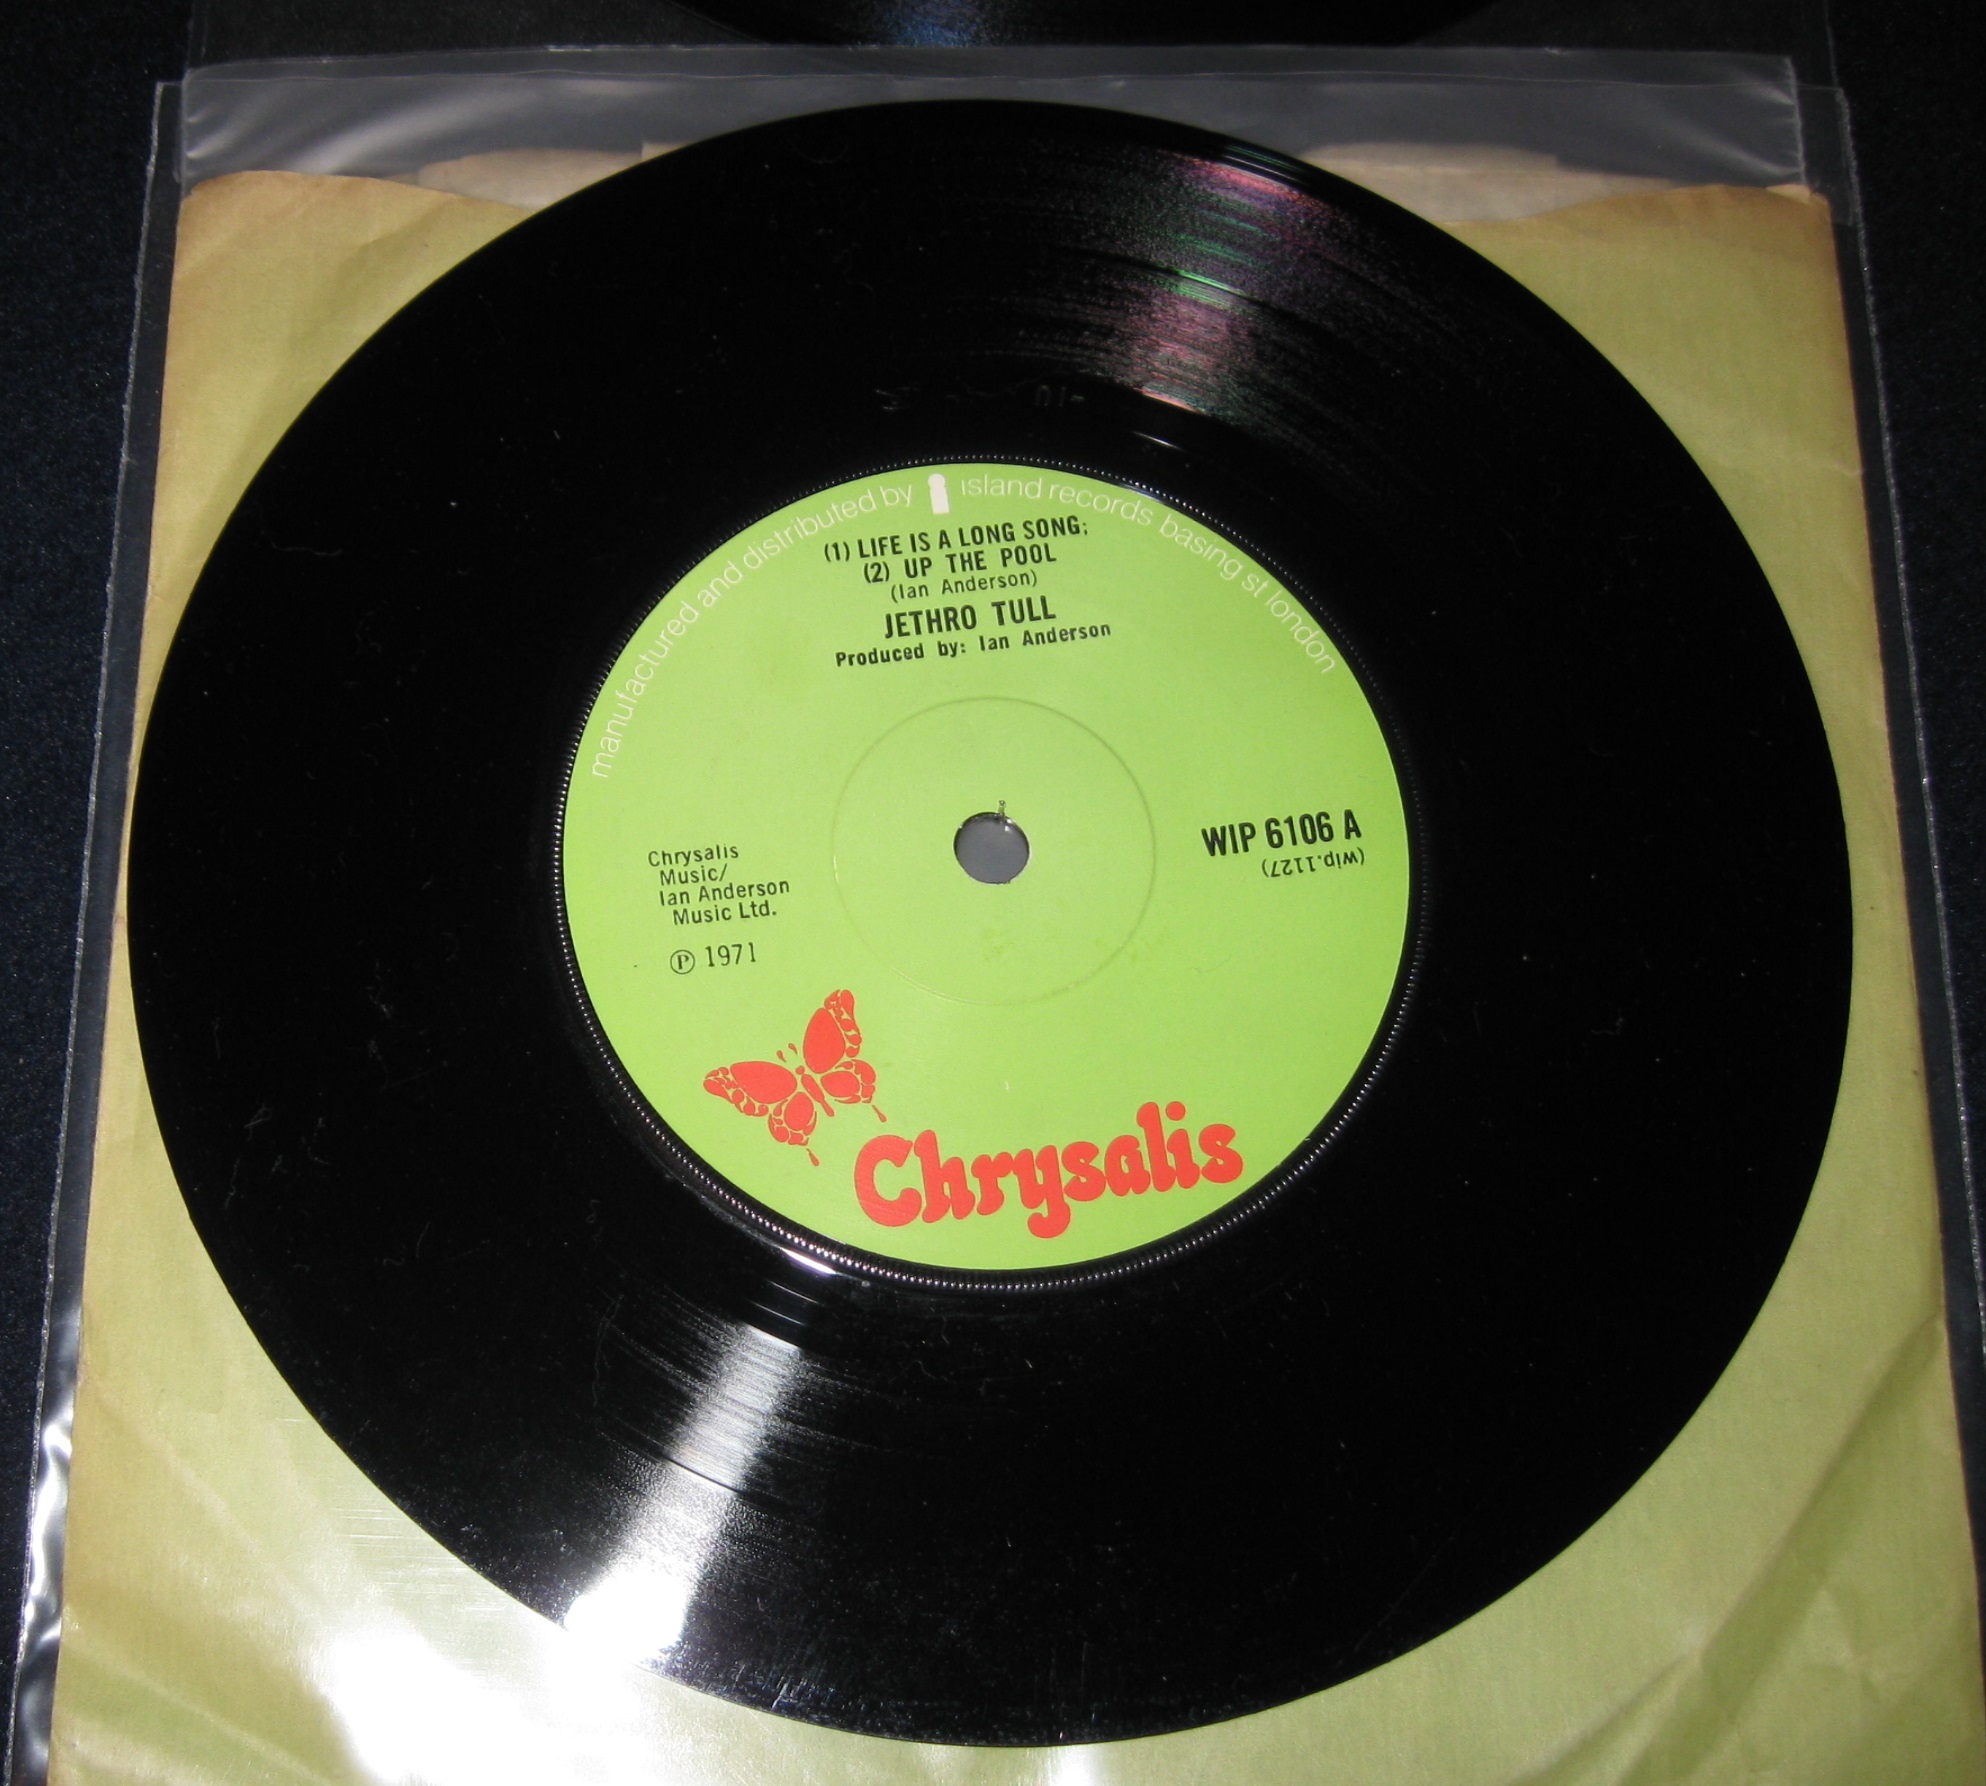 manufactured and distributed by i island records basing st london
(1) LIFE IS A LONG SONG;
(2) UP THE POOL
(Ian Anderson)
JETHRO TULL
Produced by: Ian Anderson
WIP 6106 A
(wip.1127)
Chrysalis
Music/
Ian Anderson
Music Ltd.
Ⓟ 1971
Chrysalis